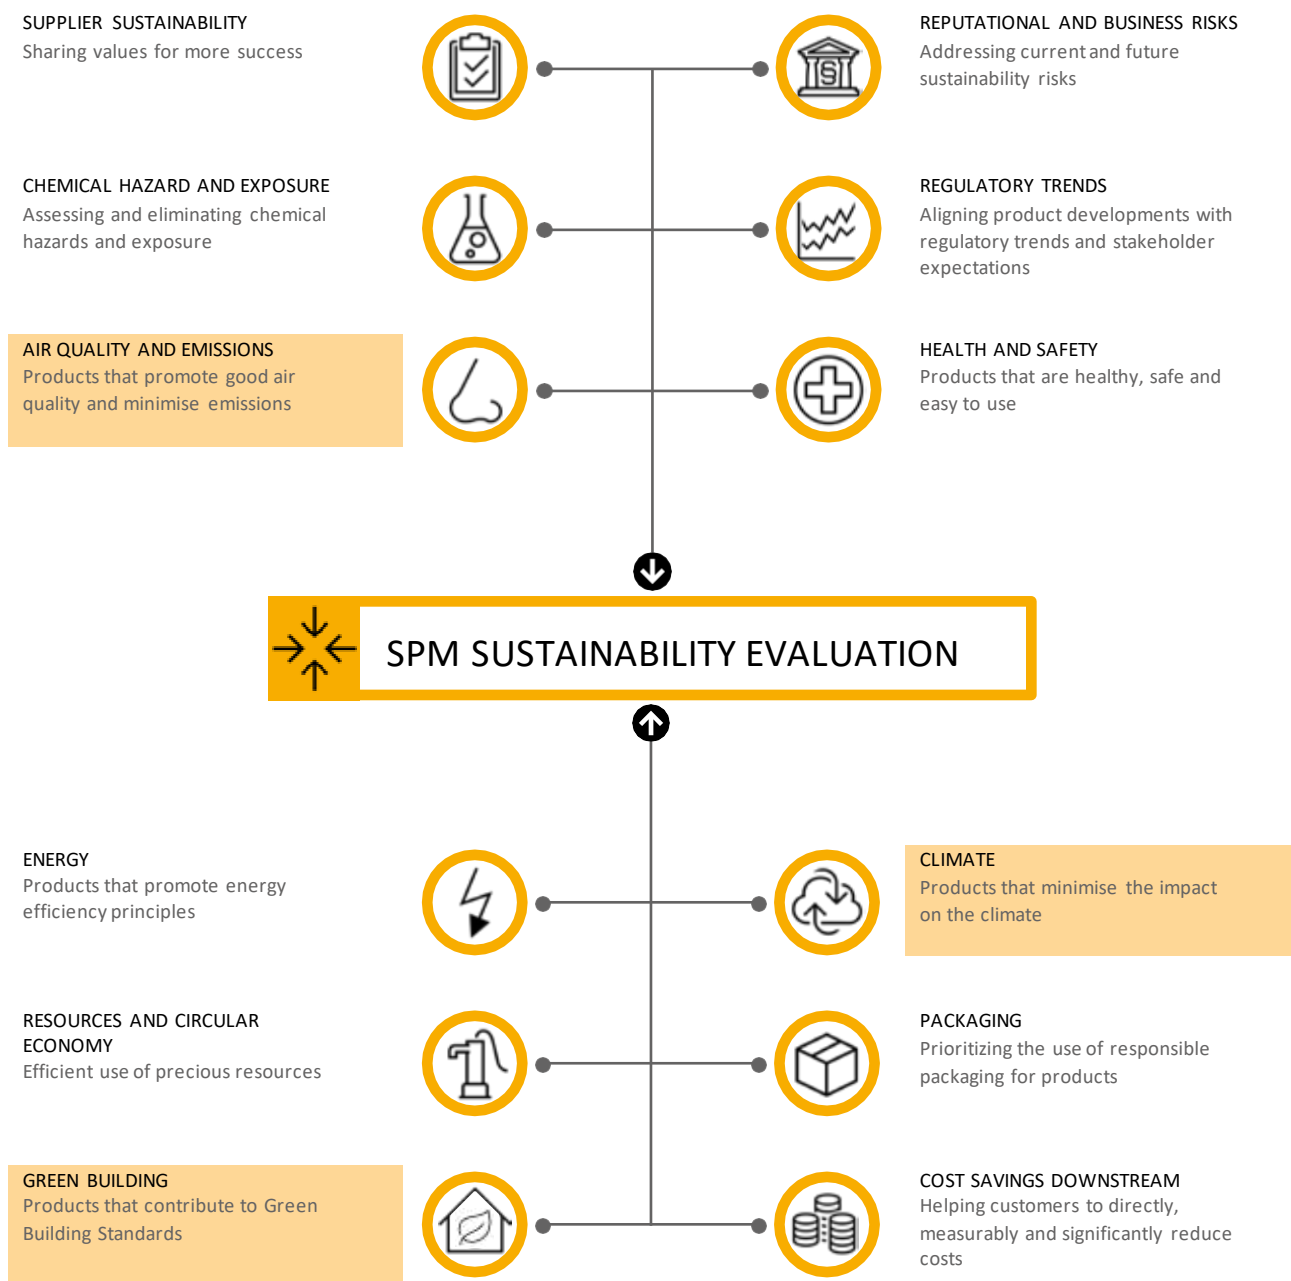 SUPPLIER SUSTAINABILITY
Sharing values for more success
REPUTATIONAL AND BUSINESS RISKS
Addressing current and future
sustainability risks
CHEMICAL HAZARD AND EXPOSURE
Assessing and eliminating chemical
hazards and exposure
REGULATORY TRENDS
Aligning product developments with
regulatory trends and stakeholder
expectations
AIR QUALITY AND EMISSIONS
Products that promote good air
quality and minimise emissions
HEALTH AND SAFETY
Products that are healthy, safe and
easy to use
SPM SUSTAINABILITY EVALUATION
ENERGY
Products that promote energy
efficiency principles
CLIMATE
Products that minimise the impact
on the climate
RESOURCES AND CIRCULAR
ECONOMY
Efficient use of precious resources
PACKAGING
Prioritizing the use of responsible
packaging for products
GREEN BUILDING
Products that contribute to Green
Building Standards
COST SAVINGS DOWNSTREAM
Helping customers to directly,
measurably and significantly reduce
costs